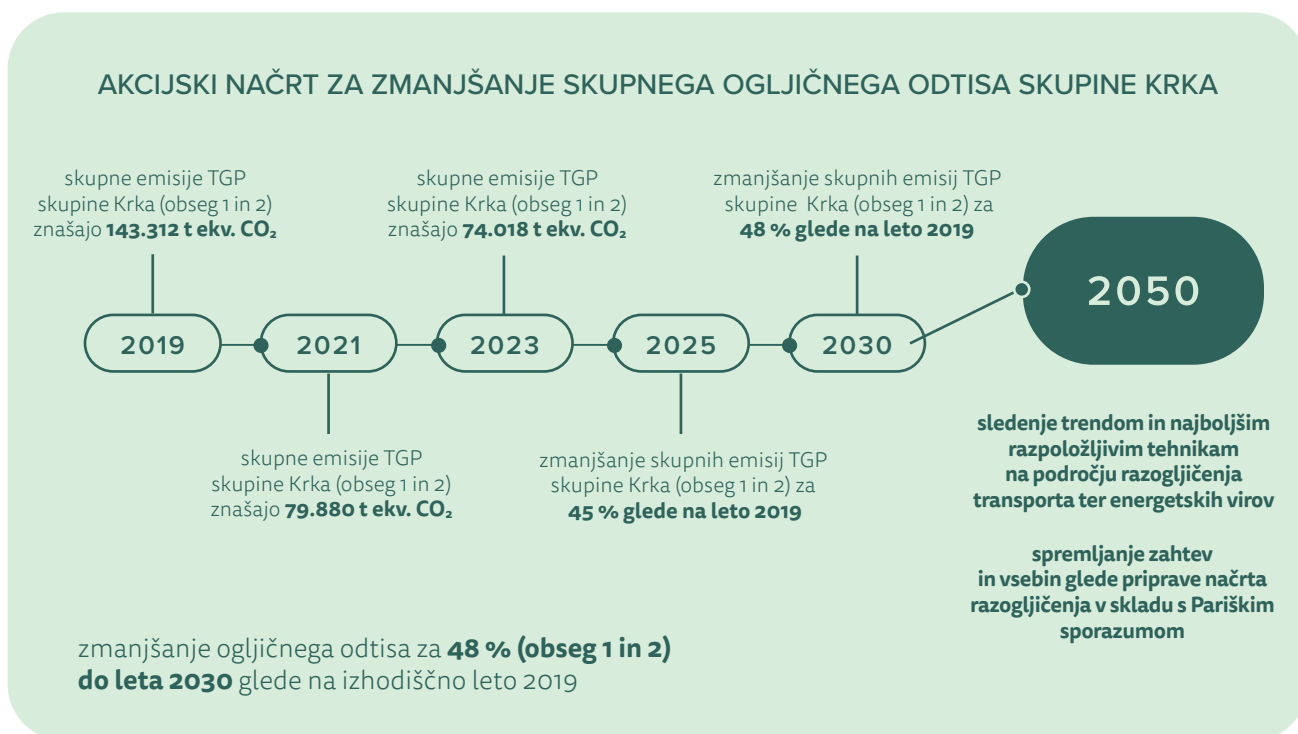 AKCIJSKI NAČRT ZA ZMANJŠANJE SKUPNEGA OGLJIČNEGA ODTISA SKUPINE KRKA
skupne emisije TGP
skupine Krka (obseg 1 in 2)
znašajo 143.312 t ekv. CO₂
skupne emisije TGP
skupine Krka (obseg 1 in 2)
znašajo 74.018 t ekv. CO₂
zmanjšanje skupnih emisij TGP
skupine Krka (obseg 1 in 2) za
48 % glede na leto 2019
2019
2021
2023
2025
2030
2050
skupne emisije TGP
skupine Krka (obseg 1 in 2)
znašajo 79.880 t ekv. CO₂
zmanjšanje skupnih emisij TGP
skupine Krka (obseg 1 in 2) za
45 % glede na leto 2019
sledenje trendom in najboljšim
razpoložljivim tehnikam
na področju razogljičenja
transporta ter energetskih virov
spremljanje zahtev
in vsebin glede priprave načrta
razogljičenja v skladu s Pariškim
sporazumom
zmanjšanje ogljičnega odtisa za 48 % (obseg 1 in 2)
do leta 2030 glede na izhodiščno leto 2019